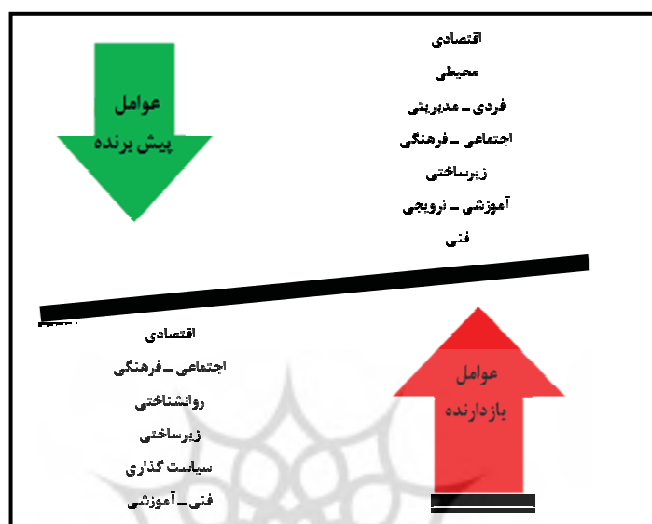 عوامل
پیش برنده
اقتصادی
محیطی
فردی – مدیریتی
اجتماعی – فرهنگی
زیرساختی
آموزشی – ترویجی
فنی
اقتصادی
اجتماعی – فرهنگی
روانشناختی
زیرساختی
سیاست گذاری
فنی – آموزشی
عوامل
بازدارنده